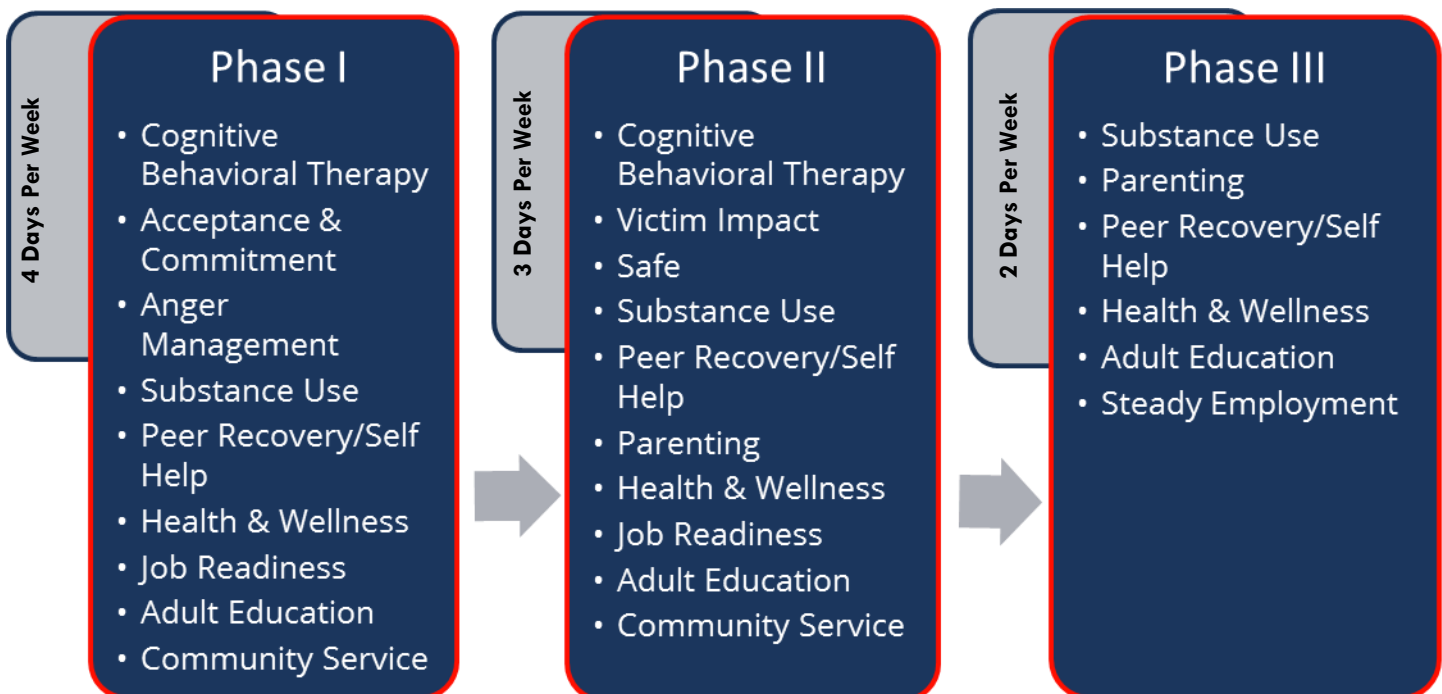 4 Days Per Week
Phase I
• Cognitive
Behavioral Therapy
• Acceptance &
Commitment
• Anger
Management
• Substance Use
• Peer Recovery/Self
Help
• Health & Wellness
• Job Readiness
• Adult Education
• Community Service
3 Days Per Week
Phase II
• Cognitive
Behavioral Therapy
• Victim Impact
• Safe
• Substance Use
• Peer Recovery/Self
Help
• Parenting
• Health & Wellness
• Job Readiness
• Adult Education
• Community Service
2 Days Per Week
Phase III
• Substance Use
• Parenting
• Peer Recovery/Self
Help
• Health & Wellness
• Adult Education
• Steady Employment